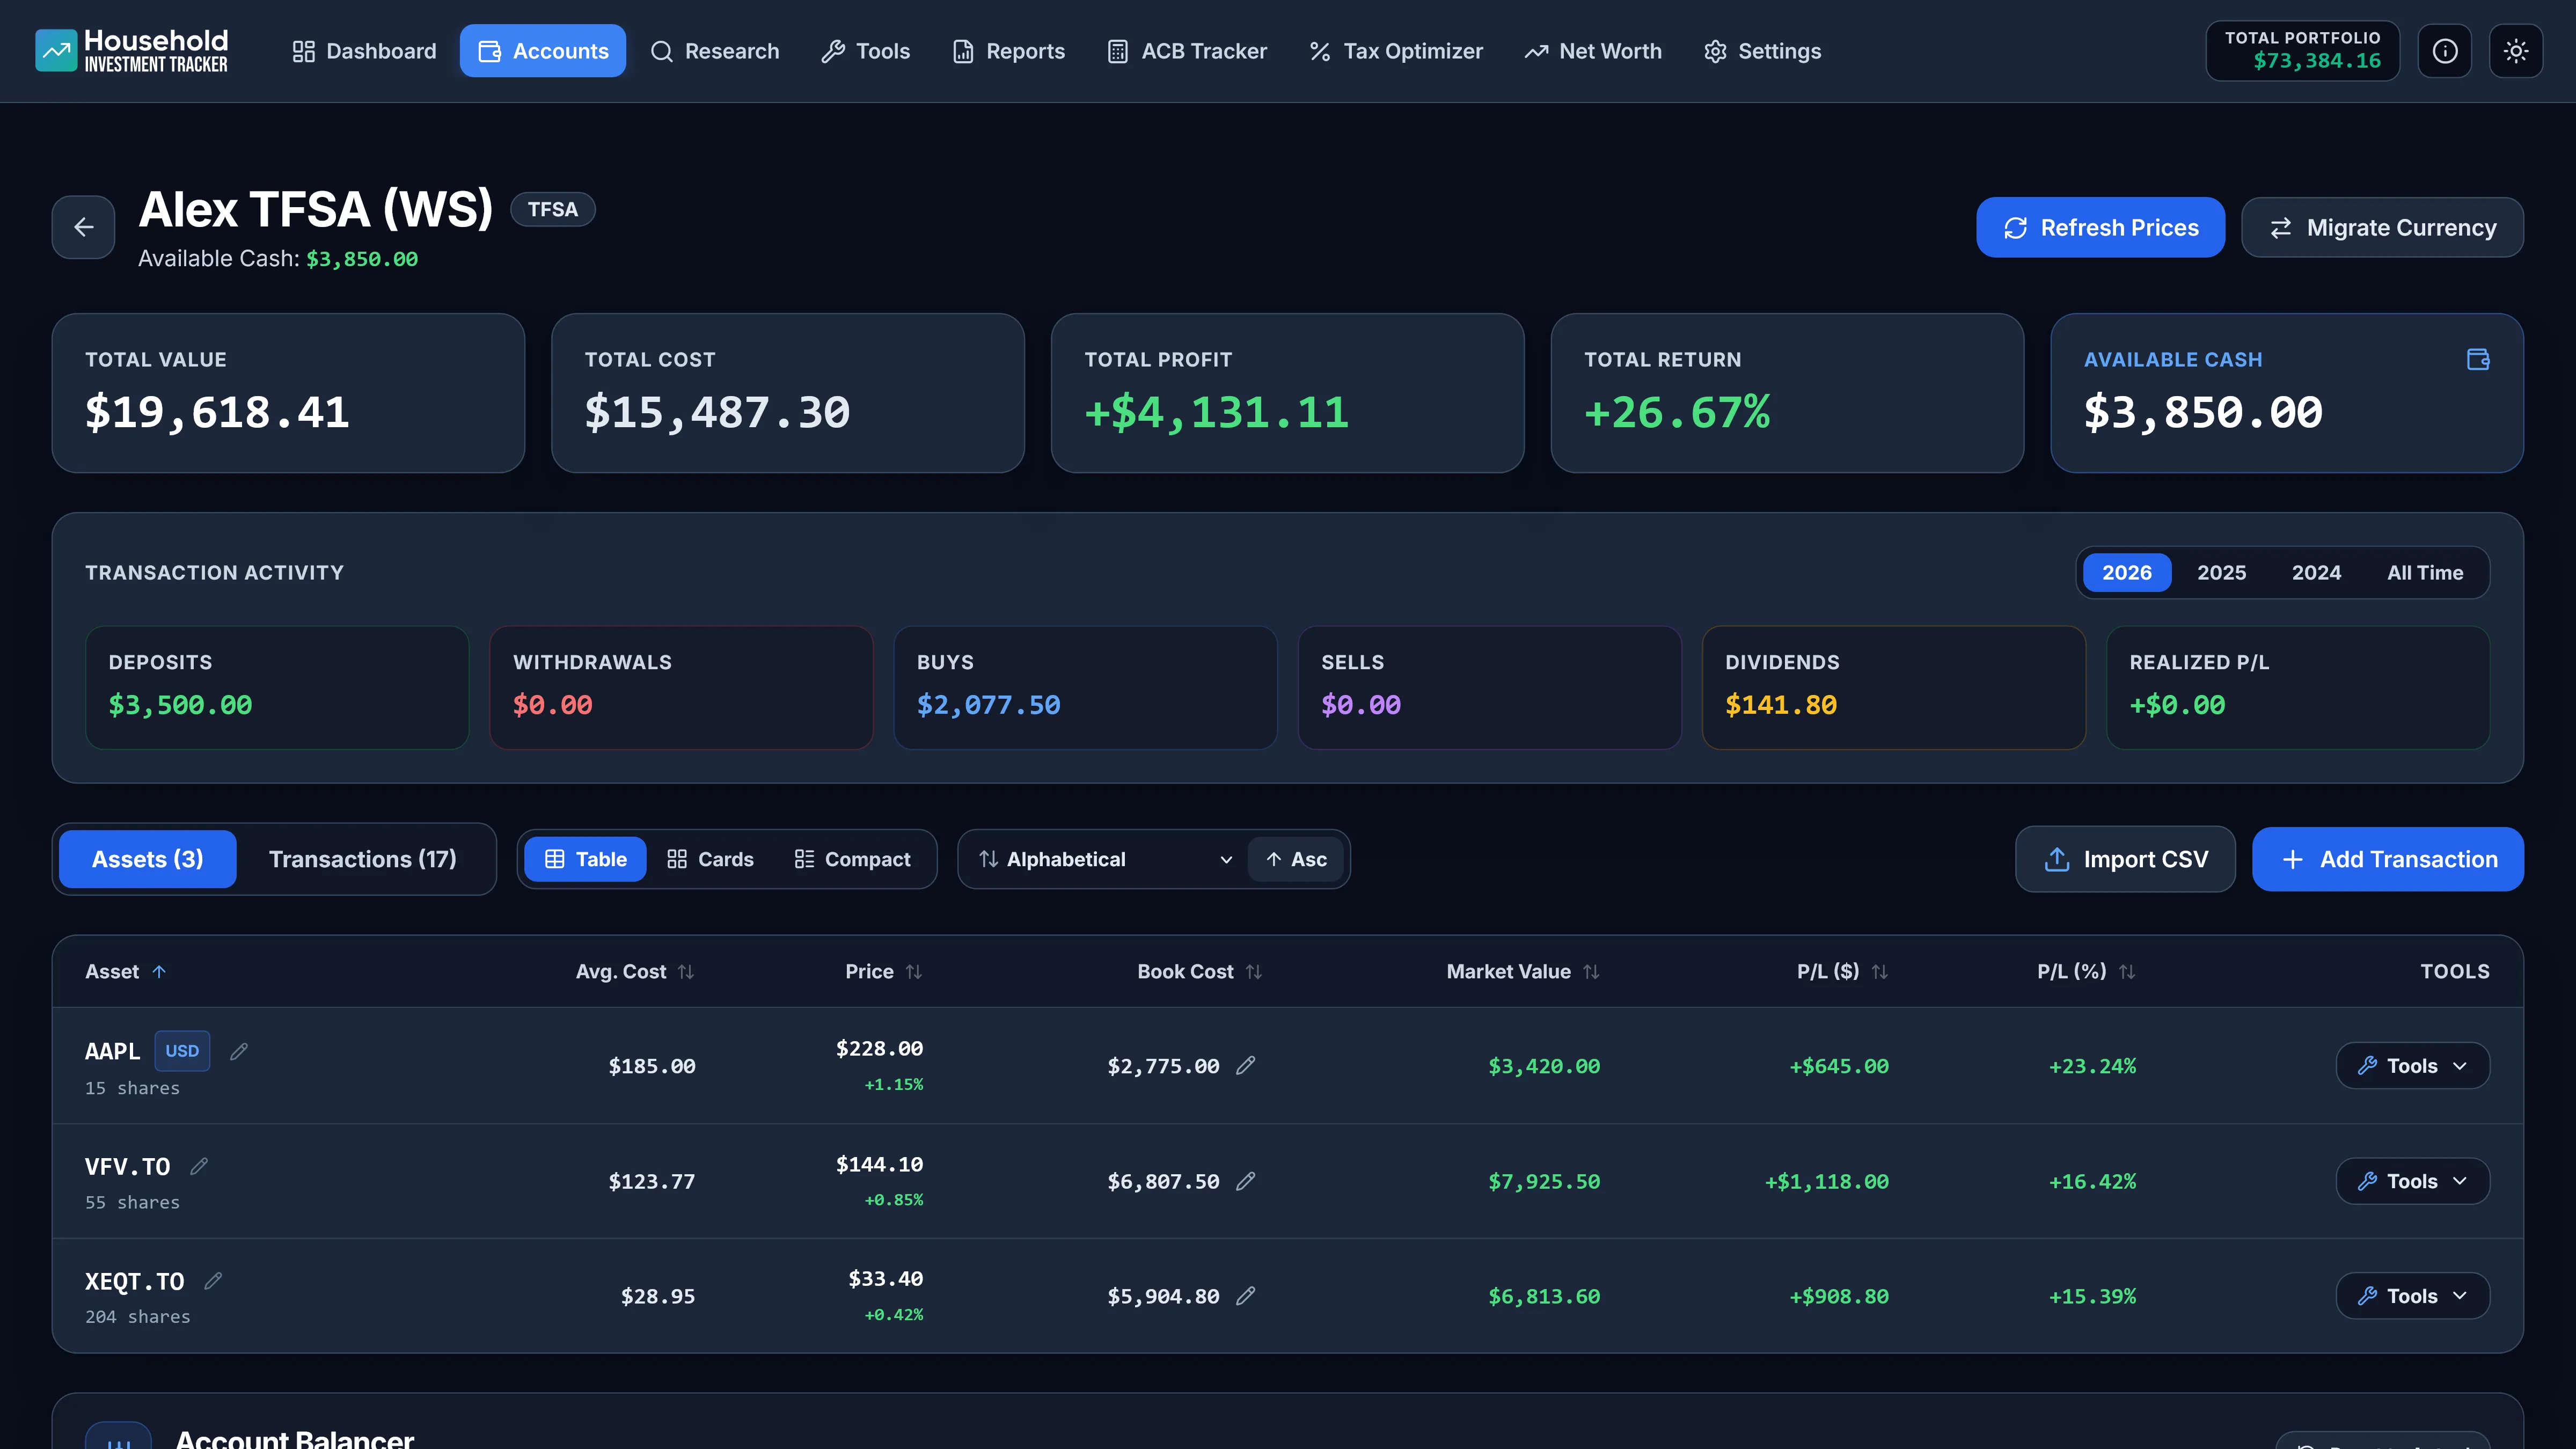 Household
INVESTMENT TRACKER
Dashboard
Accounts
Research
Tools
Reports
ACB Tracker
Tax Optimizer
Net Worth
Settings
TOTAL PORTFOLIO
$73,384.16
Alex TFSA (WS) TFSA
Available Cash: $3,850.00
Refresh Prices
Migrate Currency
TOTAL VALUE
$19,618.41
TOTAL COST
$15,487.30
TOTAL PROFIT
+$4,131.11
TOTAL RETURN
+26.67%
AVAILABLE CASH
$3,850.00
TRANSACTION ACTIVITY
2026 2025 2024 All Time
DEPOSITS
$3,500.00
WITHDRAWALS
$0.00
BUYS
$2,077.50
SELLS
$0.00
DIVIDENDS
$141.80
REALIZED P/L
+$0.00
Assets (3) Transactions (17)
Table Cards Compact
Alphabetical Asc
Import CSV
Add Transaction
Asset Avg. Cost Price Book Cost Market Value P/L ($) P/L (%) TOOLS
AAPL USD
15 shares
$185.00
$228.00
+1.15%
$2,775.00
$3,420.00
+$645.00
+23.24%
Tools
VFV.TO
55 shares
$123.77
$144.10
+0.85%
$6,807.50
$7,925.50
+$1,118.00
+16.42%
Tools
XEQT.TO
204 shares
$28.95
$33.40
+0.42%
$5,904.80
$6,813.60
+$908.80
+15.39%
Tools
Account Balancer